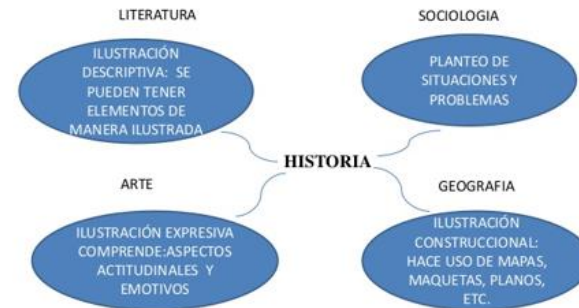 LITERATURA
ILUSTRACIÓN
DESCRIPTIVA: SE
PUEDEN TENER
ELEMENTOS DE
MANERA ILUSTRADA
SOCIOLOGIA
PLANTEO DE
SITUACIONES Y
PROBLEMAS
HISTORIA
ARTE
ILUSTRACIÓN EXPRESIVA
COMPRENDE:ASPECTOS
ACTITUDINALES Y
EMOTIVOS
GEOGRAFIA
ILUSTRACIÓN
CONSTRUCCIONAL:
HACE USO DE MAPAS,
MAQUETAS, PLANOS,
ETC.